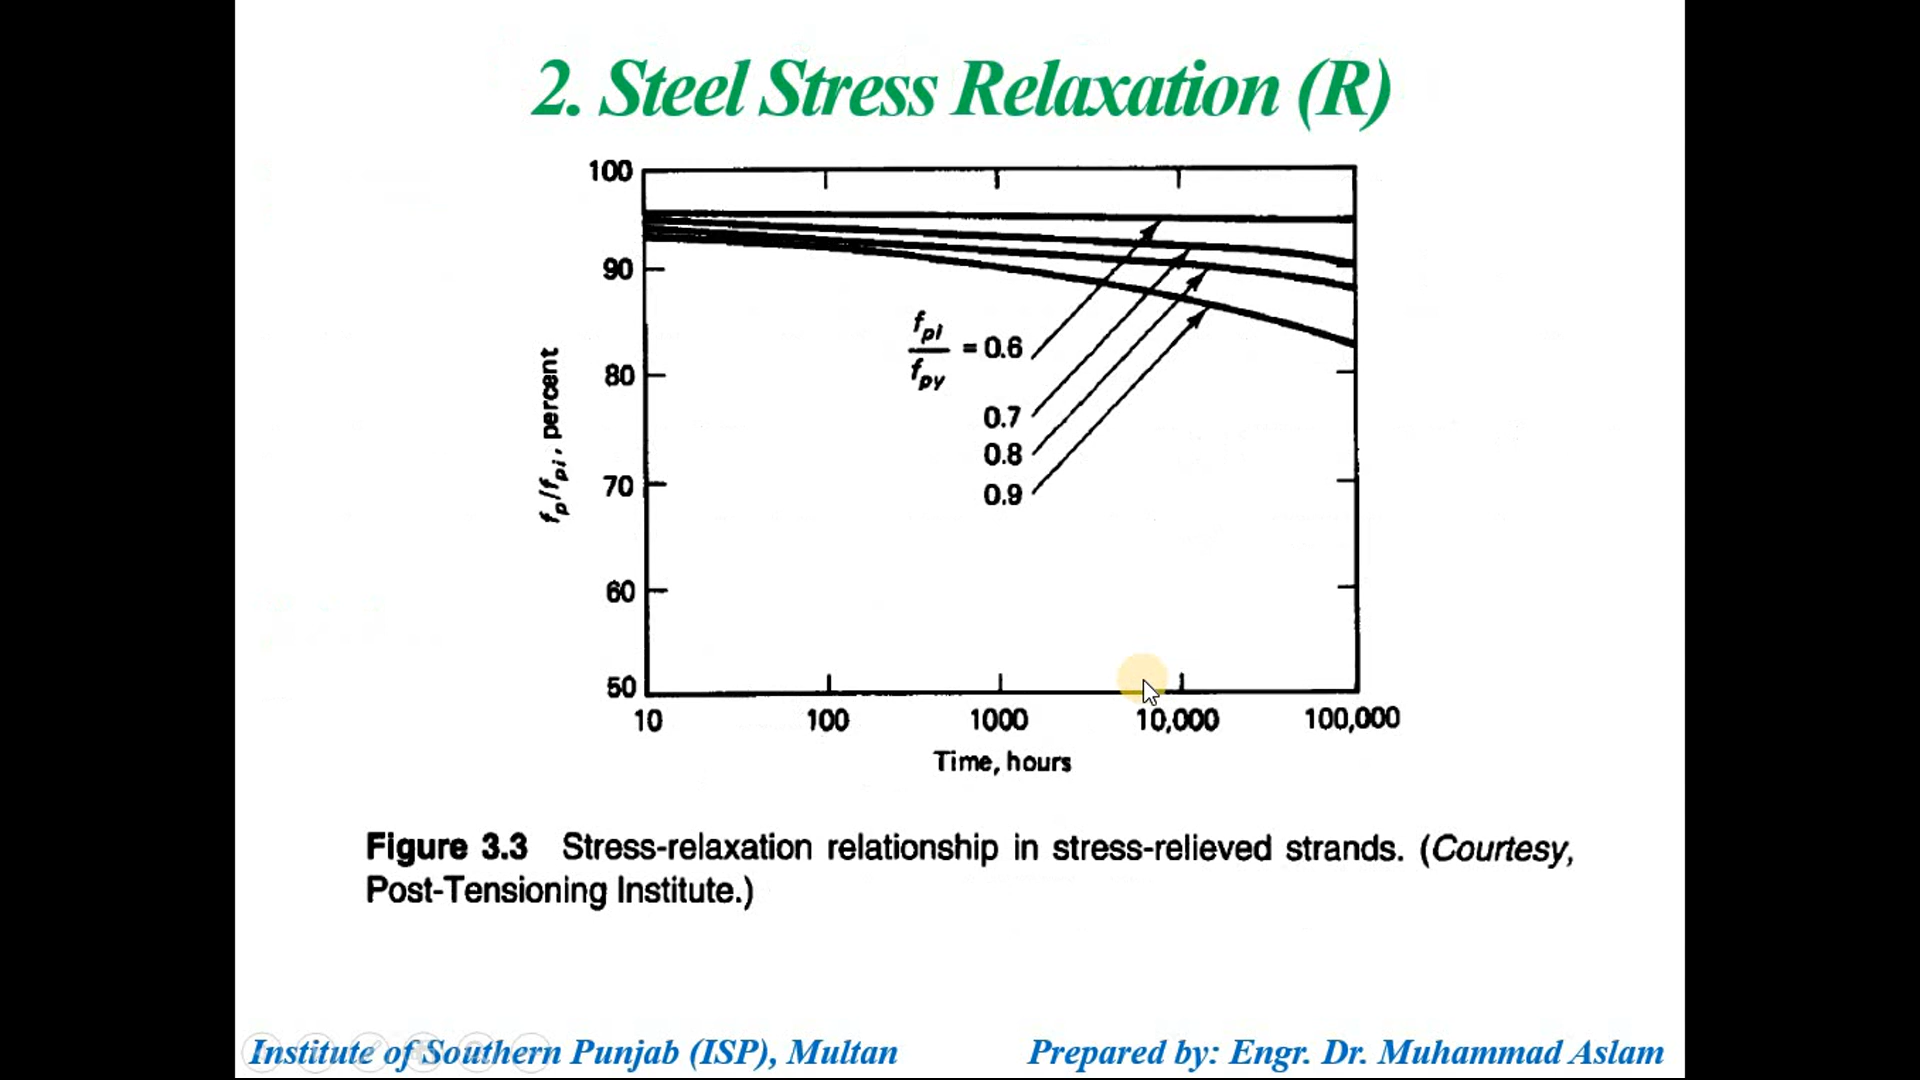 2. Steel Stress Relaxation (R)
100
90
80
70
60
50
fp/fpi, percent
fpi
fpy
= 0.6
0.7
0.8
0.9
10 100 1000 10,000 100,000
Time, hours
Figure 3.3 Stress-relaxation relationship in stress-relieved strands. (Courtesy,
Post-Tensioning Institute.)
Institute of Southern Punjab (ISP), Multan Prepared by: Engr. Dr. Muhammad Aslam